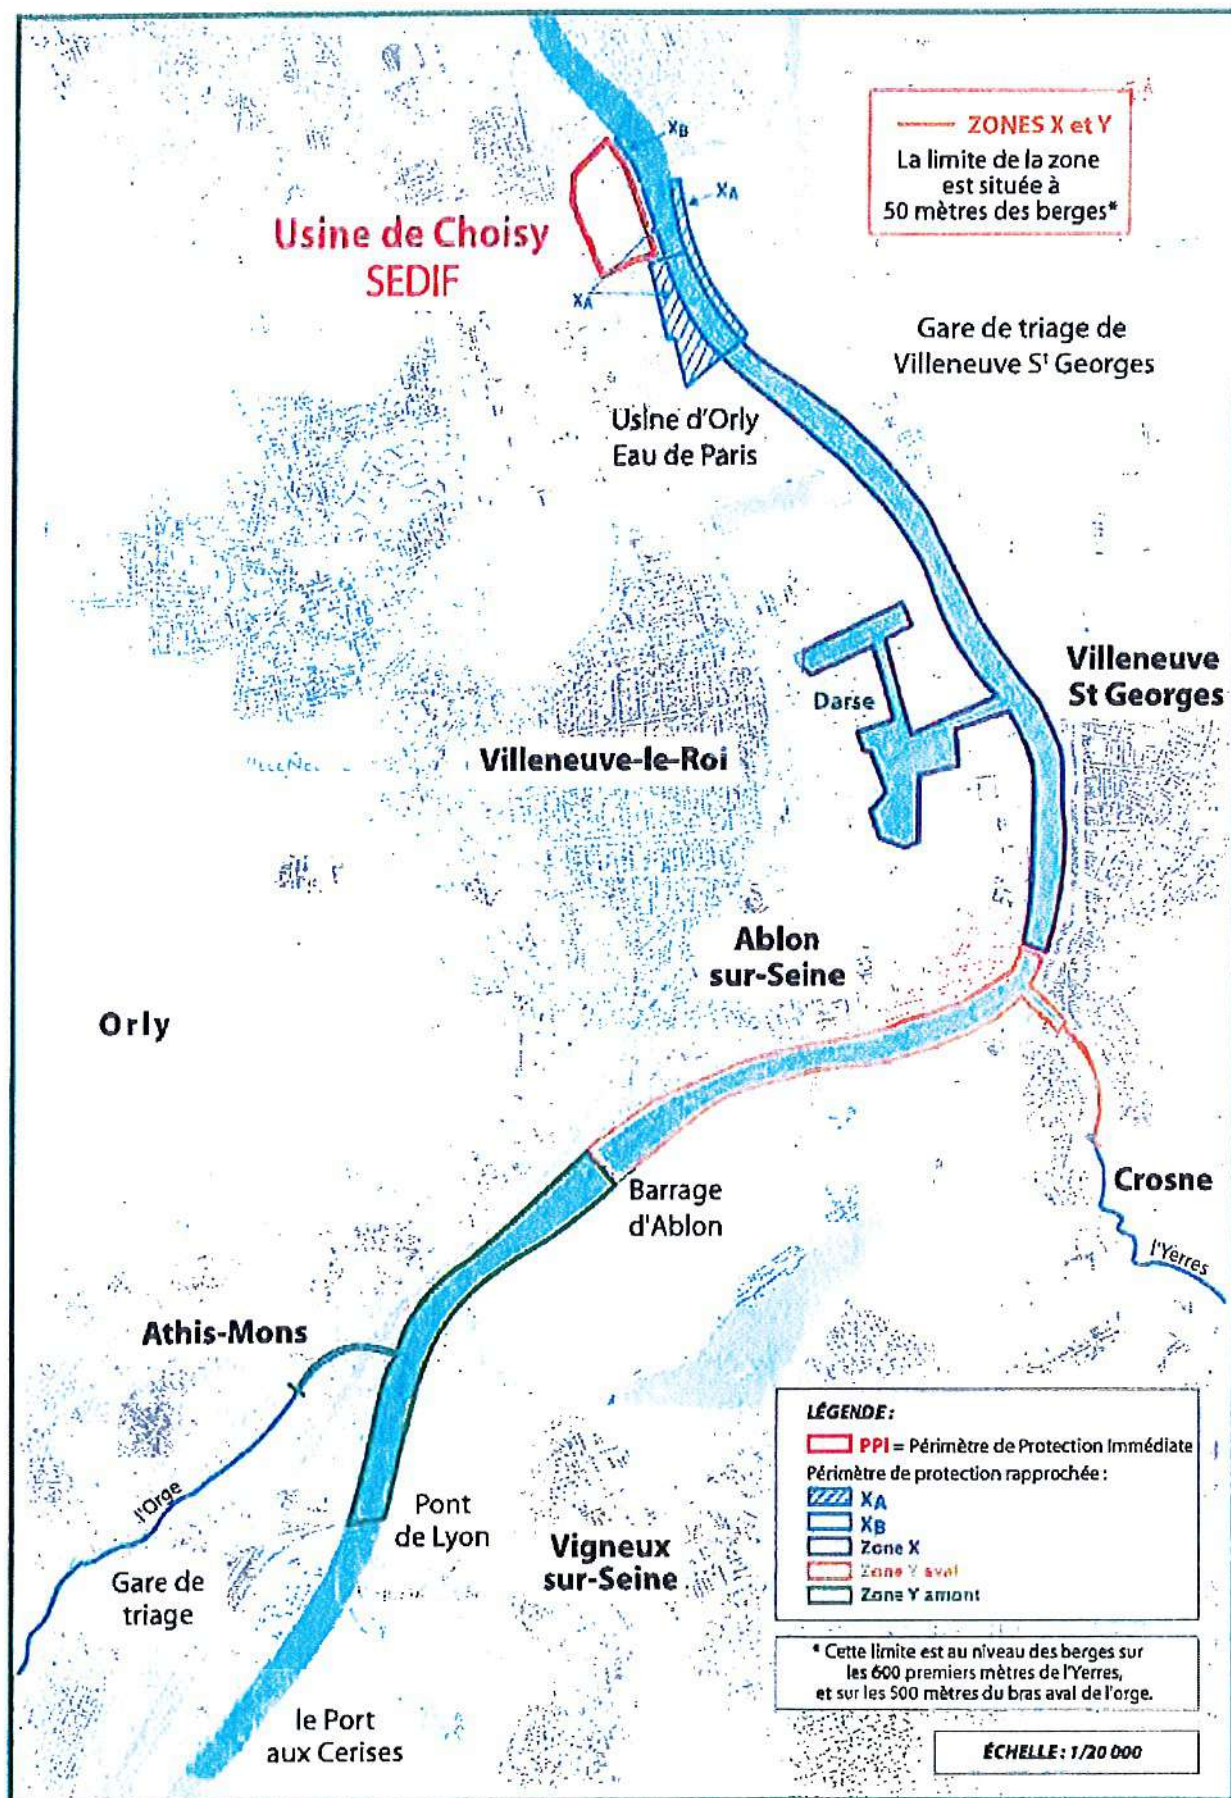 XB
ZONES X et Y
La limite de la zone
est située à
50 mètres des berges*
XA
Usine de Choisy
SEDIF
XA
Gare de triage de
Villeneuve St Georges
Usine d'Orly
Eau de Paris
Villeneuve
St Georges
Darse
Villeneuve-le-Roi
Ablon
sur-Seine
Orly
Barrage
d'Ablon
Crosne
l'Yerres
Athis-Mons
l'Orge
Pont
de Lyon
Gare de
triage
Vigneux
sur-Seine
le Port
aux Cerises
LÉGENDE :
PPI = Périmètre de Protection Immédiate
Périmètre de protection rapprochée :
XA
XB
Zone X
Zone Y aval
Zone Y amont
* Cette limite est au niveau des berges sur
les 600 premiers mètres de l'Yerres,
et sur les 500 mètres du bras aval de l'orge.
ÉCHELLE : 1/20 000